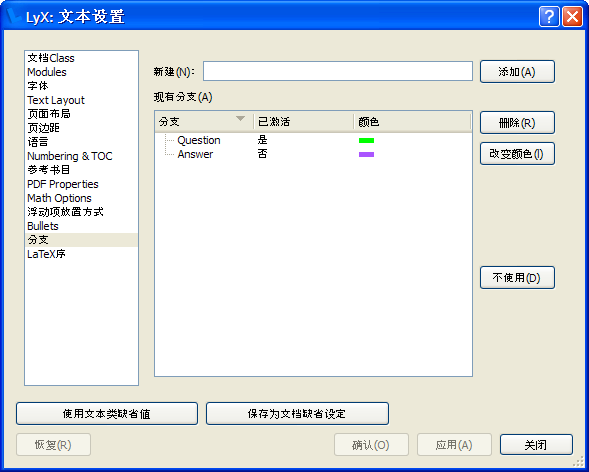 LyX: 文本设置
文档Class
Modules
字体
Text Layout
页面布局
页边距
语言
Numbering & TOC
参考书目
PDF Properties
Math Options
浮动项放置方式
Bullets
分支
LaTeX序
新建(N):
添加(A)
现有分支(A)
分支 已激活 颜色
Question 是
Answer 否
删除(R)
改变颜色(I)
不使用(D)
使用文本类缺省值 保存为文档缺省设定
恢复(R) 确认(O) 应用(A) 关闭